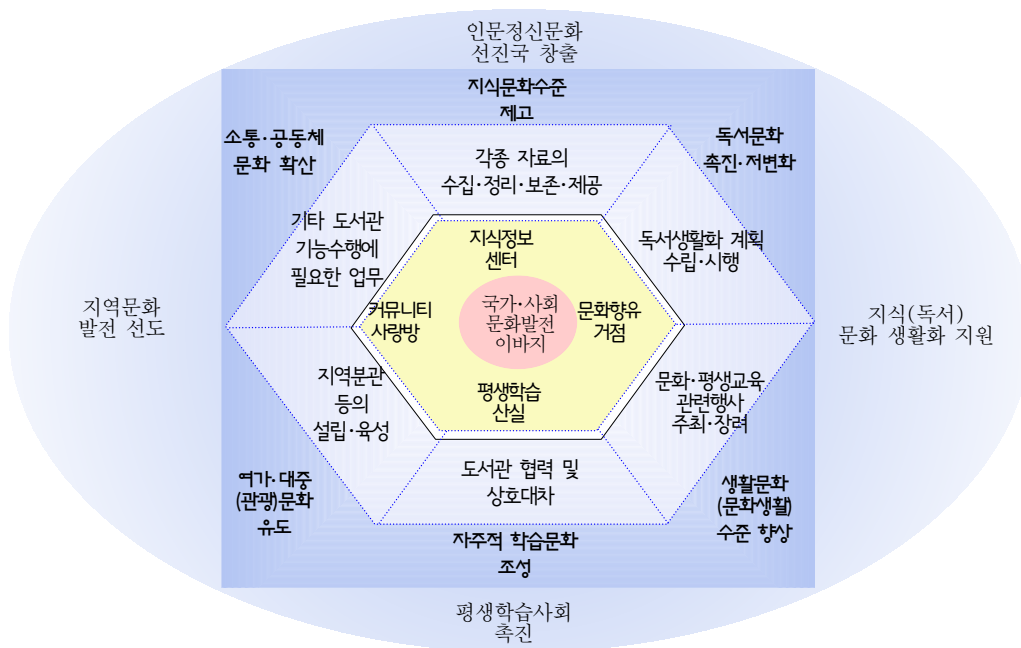 인문정신문화
선진국 창출
지식문화수준
제고
소통·공동체
문화 확산
독서문화
촉진·저변화
각종 자료의
수집·정리·보존·제공
기타 도서관
기능수행에
필요한 업무
지식정보
센터
독서생활화 계획
수립·시행
지역문화
발전 선도
커뮤니티
사랑방
국가·사회
문화발전
이바지
문화향유
거점
지식(독서)
문화 생활화 지원
지역분관
등의
설립·육성
평생학습
산실
문화·평생교육
관련행사
주최·장려
도서관 협력 및
상호대차
여가·대중
(관광)문화
유도
생활문화
(문화생활)
수준 향상
자주적 학습문화
조성
평생학습사회
촉진